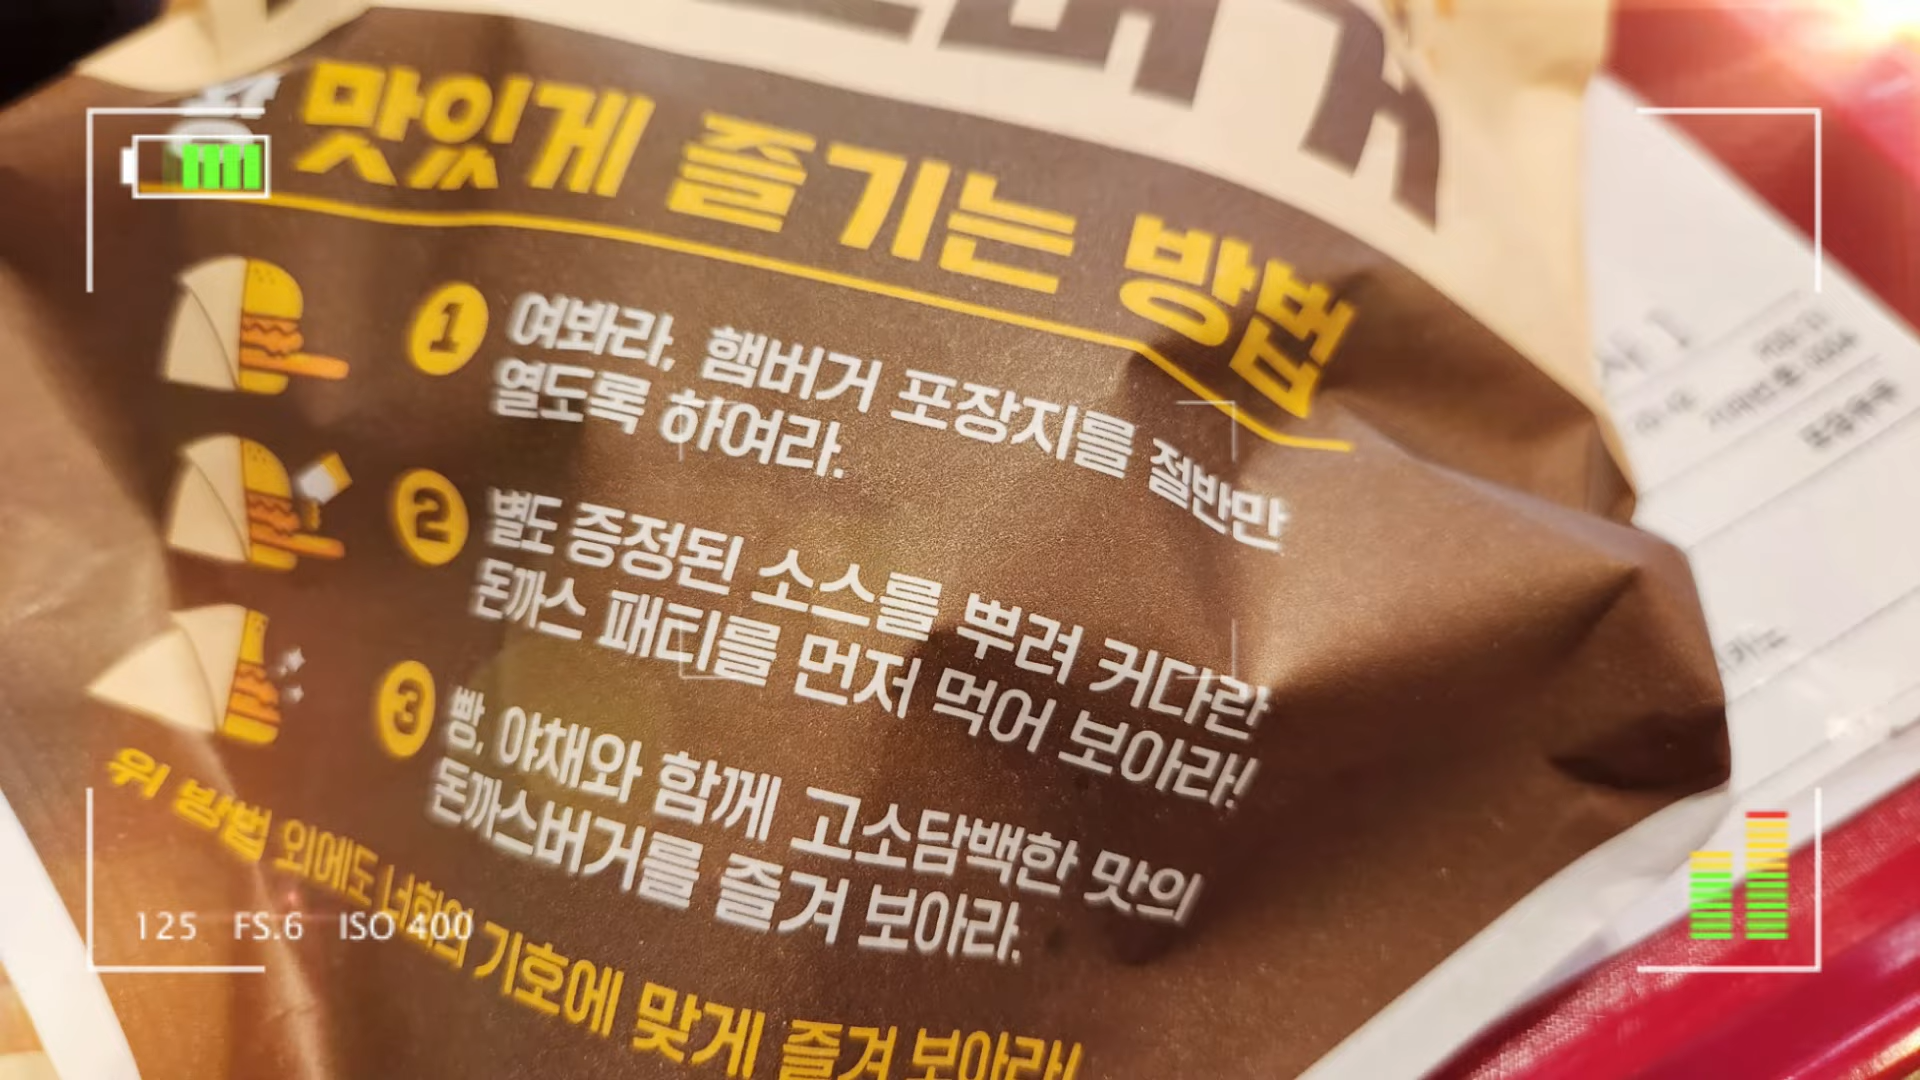 맛있게 즐기는 방법
1 여봐라, 햄버거 포장지를 절반만
열도록 하여라.
2 별도 증정된 소스를 뿌려 커다란
돈까스 패티를 먼저 먹어 보아라!
3 빵, 야채와 함께 고소담백한 맛의
돈까스버거를 즐겨 보아라.
위 방법 외에도 너희의 기호에 맞게 즐겨 보아라!
125 FS.6 ISO 400